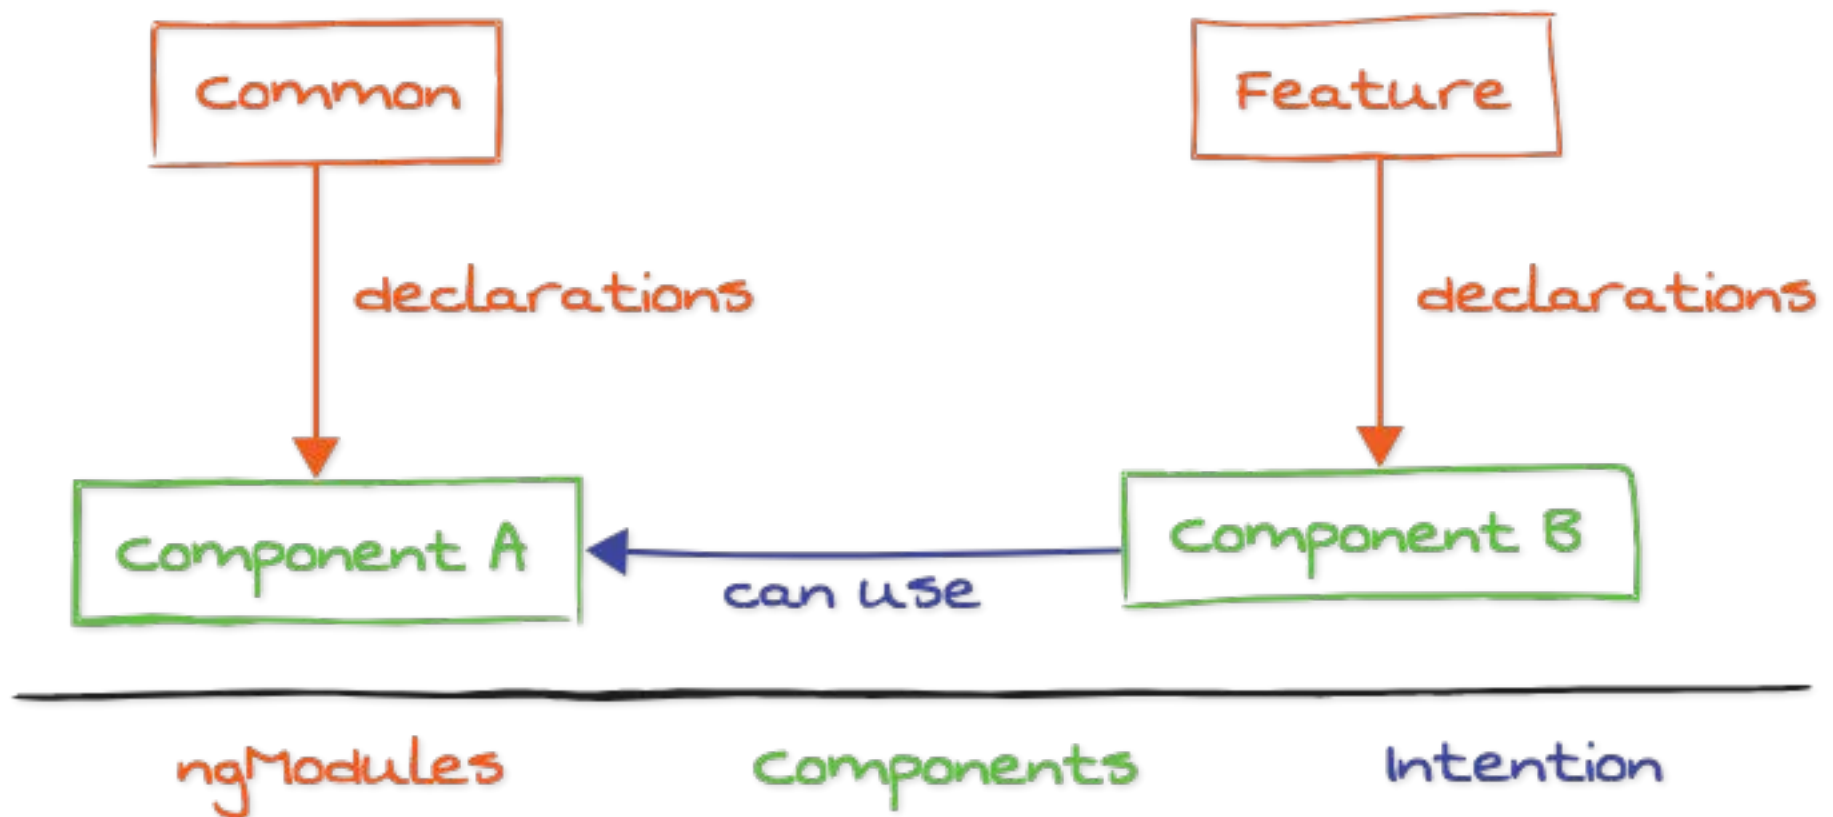 Common
Feature
declarations
declarations
Component A
Component B
can use
ngModules
Components
Intention